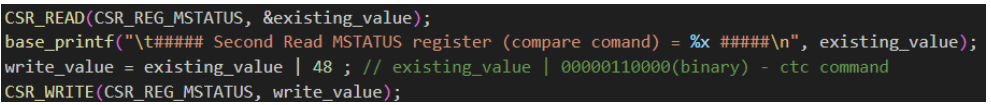 CSR_READ(CSR_REG_MSTATUS, &existing_value);
base_printf("\t##### Second Read MSTATUS register (compare comand) = %x #####\n", existing_value);
write_value = existing_value | 48 ; // existing_value | 00000110000(binary) - ctc command
CSR_WRITE(CSR_REG_MSTATUS, write_value);